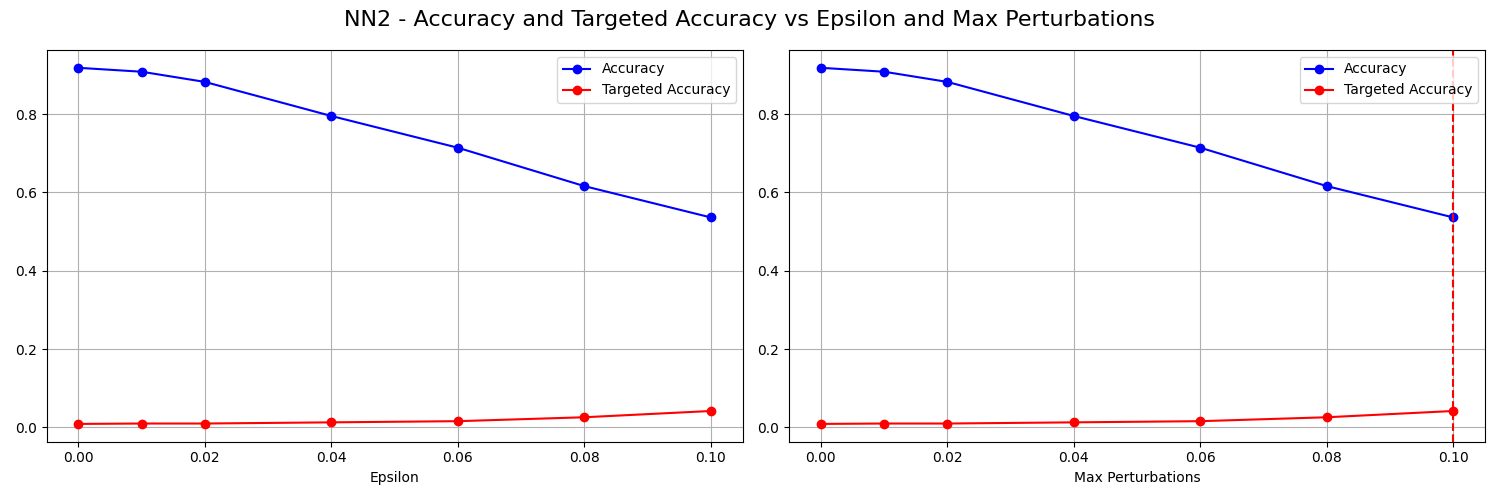 NN2 - Accuracy and Targeted Accuracy vs Epsilon and Max Perturbations
Accuracy
Targeted Accuracy
0.8
0.6
0.4
0.2
0.0
0.00 0.02 0.04 0.06 0.08 0.10
Epsilon
Accuracy
Targeted Accuracy
0.8
0.6
0.4
0.2
0.0
0.00 0.02 0.04 0.06 0.08 0.10
Max Perturbations